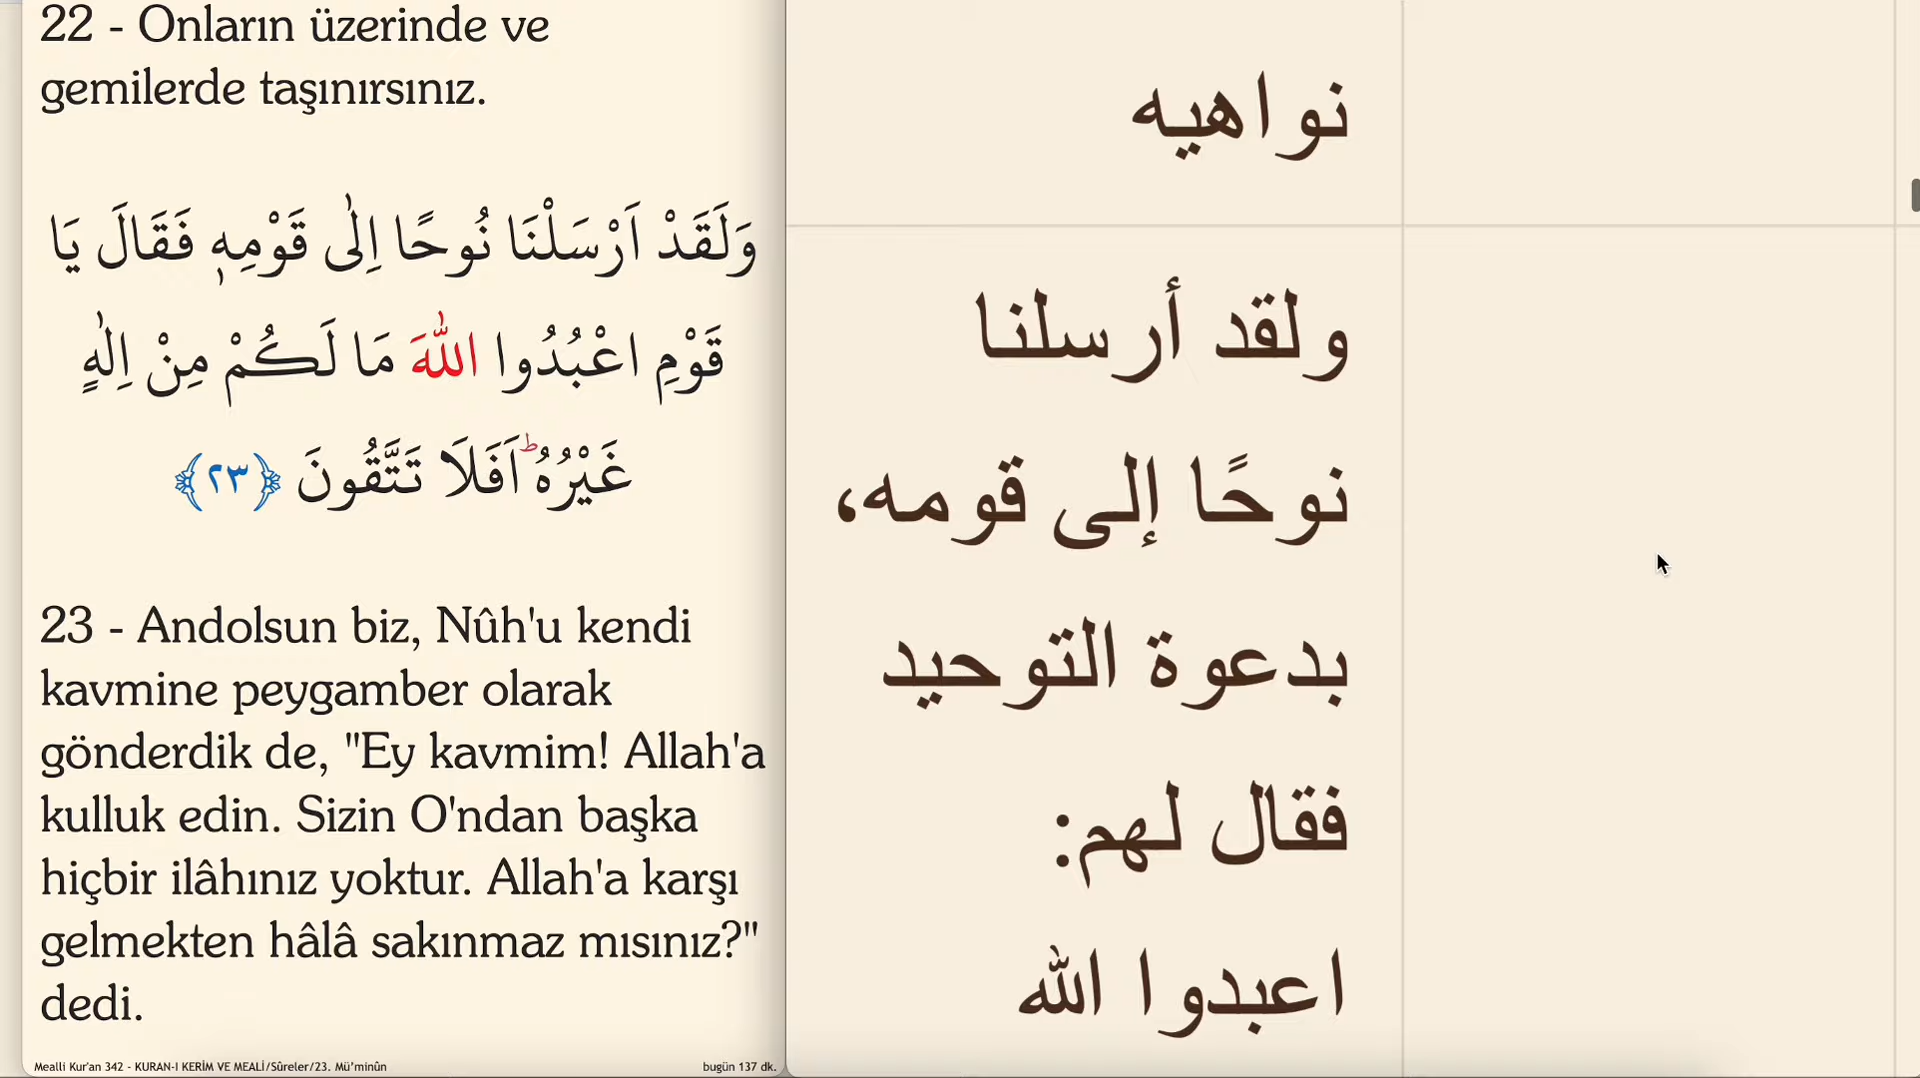 22 - Onların üzerinde ve
gemilerde taşınırsınız.
وَلَقَدْ اَرْسَلْنَا نُوحًا اِلٰى قَوْمِه۪ فَقَالَ يَا
قَوْمِ اعْبُدُوا اللّٰهَ مَا لَكُمْ مِنْ اِلٰهٍ
غَيْرُهُۜ اَفَلَا تَتَّقُونَ ﴿٢٣﴾
23 - Andolsun biz, Nûh'u kendi
kavmine peygamber olarak
gönderdik de, "Ey kavmim! Allah'a
kulluk edin. Sizin O'ndan başka
hiçbir ilâhınız yoktur. Allah'a karşı
gelmekten hâlâ sakınmaz mısınız?"
dedi.
Mealli Kur'an 342 - KURAN-I KERİM VE MEALİ/Sûreler/23. Mü'minûn
bugün 137 dk.
نواهيه
ولقد أرسلنا
نوحًا إلى قومه،
بدعوة التوحيد
فقال لهم:
اعبدوا الله